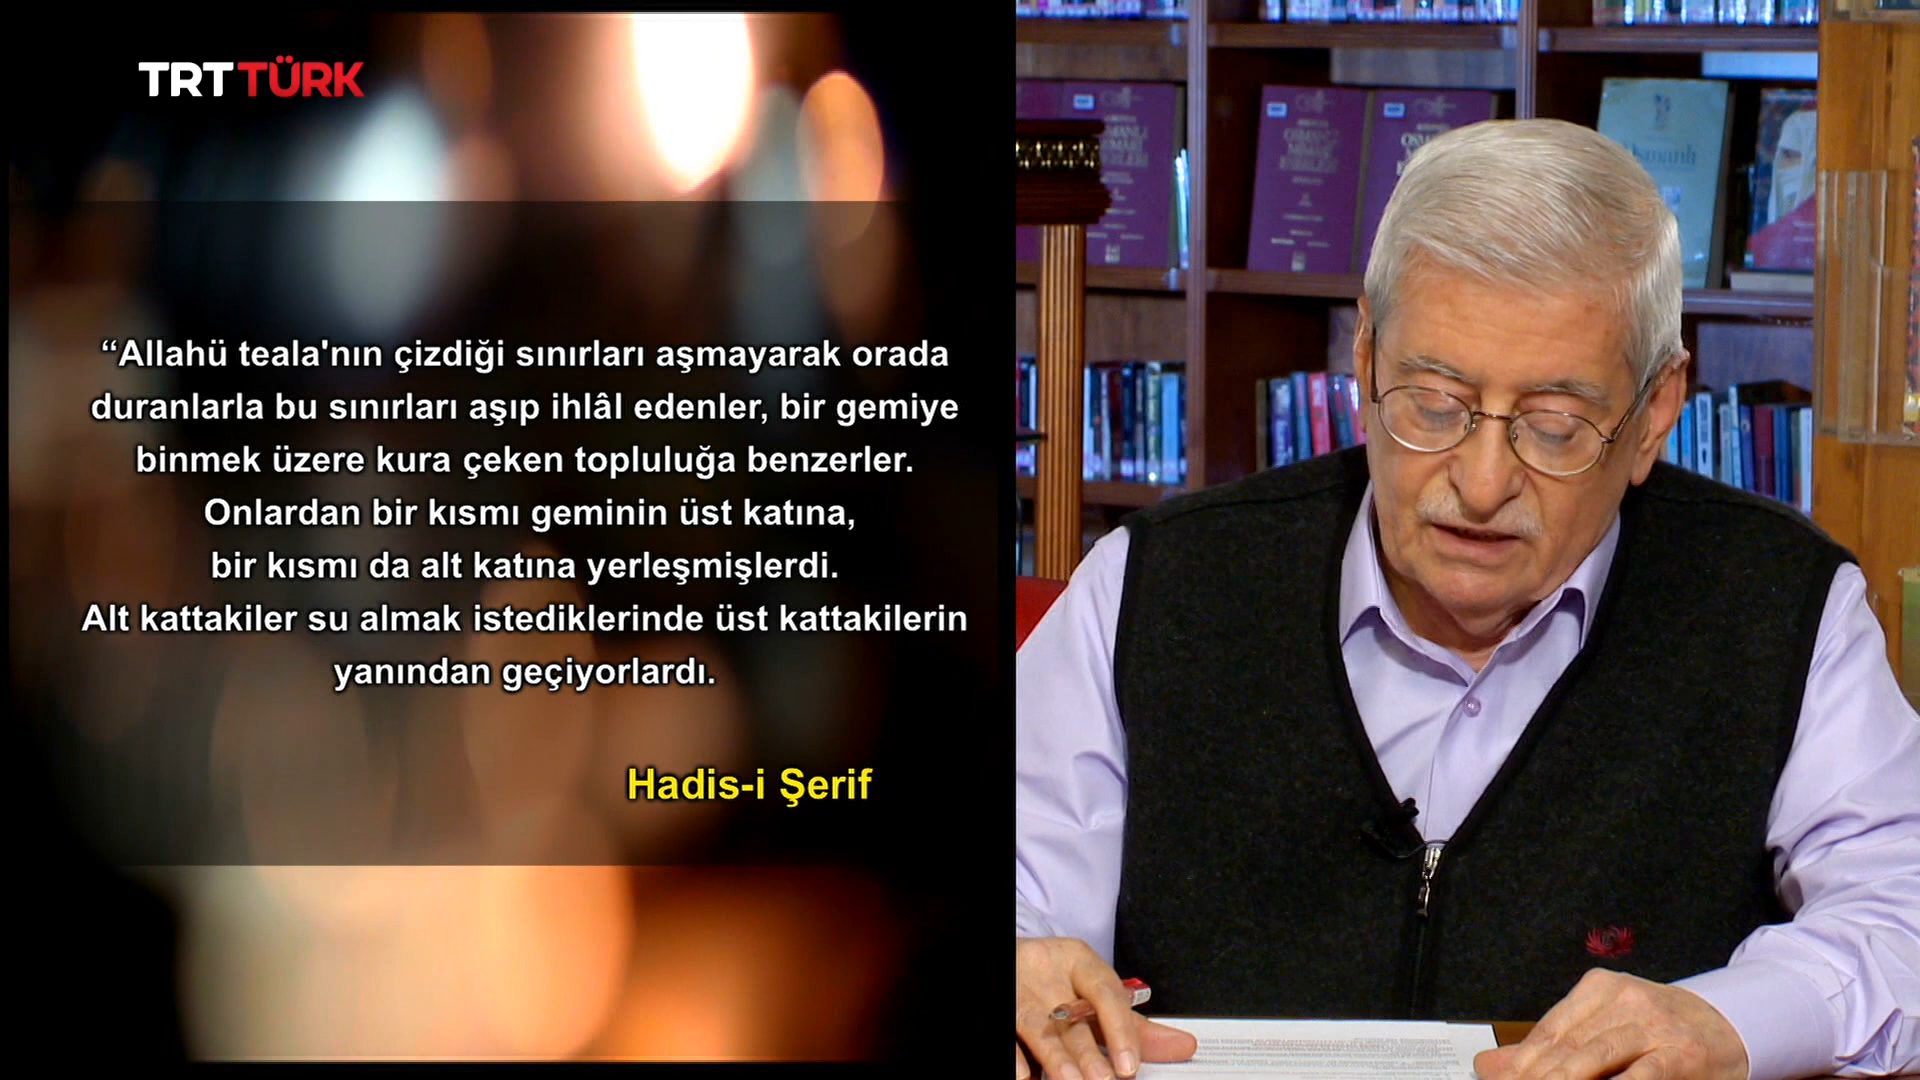 TRT TÜRK
“Allahü teala'nın çizdiği sınırları aşmayarak orada
duranlarla bu sınırları aşıp ihlâl edenler, bir gemiye
binmek üzere kura çeken topluluğa benzerler.
Onlardan bir kısmı geminin üst katına,
bir kısmı da alt katına yerleşmişlerdi.
Alt kattakiler su almak istediklerinde üst kattakilerin
yanından geçiyorlardı.
Hadis-i Şerif